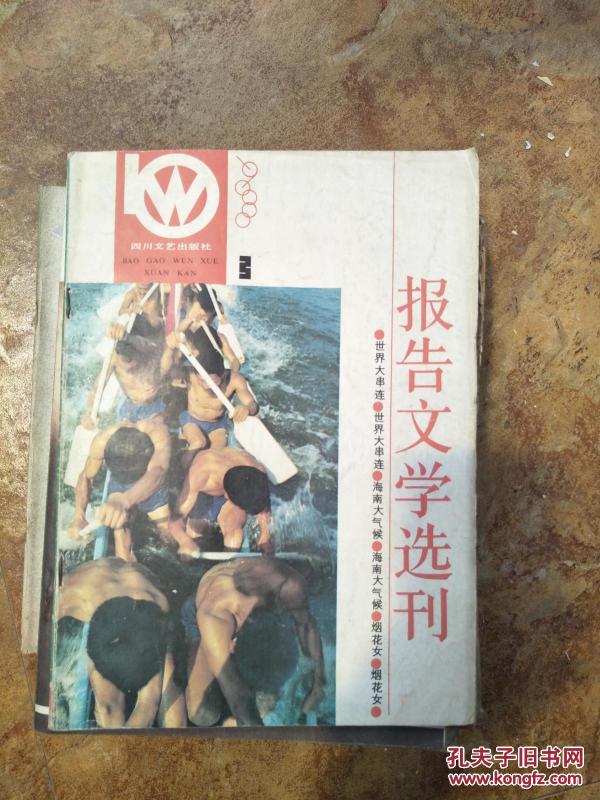 四川文艺出版社
BAO GAO WEN XUE
XUAN KAN
报告文学选刊
●世界大串连●世界大串连●海南大气候●海南大气候●烟花女●烟花女●
孔夫子旧书网
www.kongfz.com